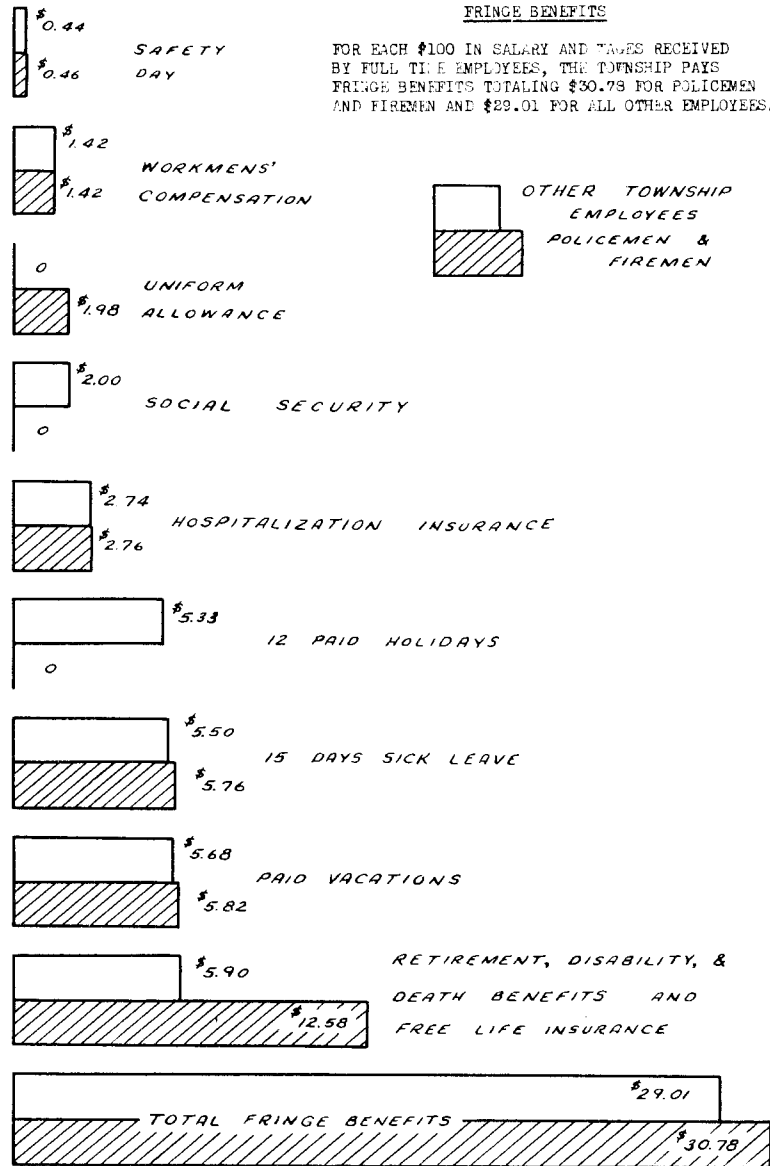 FRINGE BENEFITS
FOR EACH $100 IN SALARY AND WAGES RECEIVED
BY FULL TIME EMPLOYEES, THE TOWNSHIP PAYS
FRINGE BENEFITS TOTALING $30.78 FOR POLICEMEN
AND FIREMEN AND $29.01 FOR ALL OTHER EMPLOYEES.
OTHER TOWNSHIP
EMPLOYEES
POLICEMEN &
FIREMEN
$0.44
SAFETY
DAY
$0.46
$1.42
WORKMENS'
COMPENSATION
$1.42
0
UNIFORM
ALLOWANCE
$1.98
$2.00
SOCIAL SECURITY
0
$2.74
HOSPITALIZATION INSURANCE
$2.76
$5.33
12 PAID HOLIDAYS
0
$5.50
15 DAYS SICK LEAVE
$5.76
$5.68
PAID VACATIONS
$5.82
$5.90
RETIREMENT, DISABILITY, &
DEATH BENEFITS AND
FREE LIFE INSURANCE
$12.58
$29.01
TOTAL FRINGE BENEFITS
$30.78